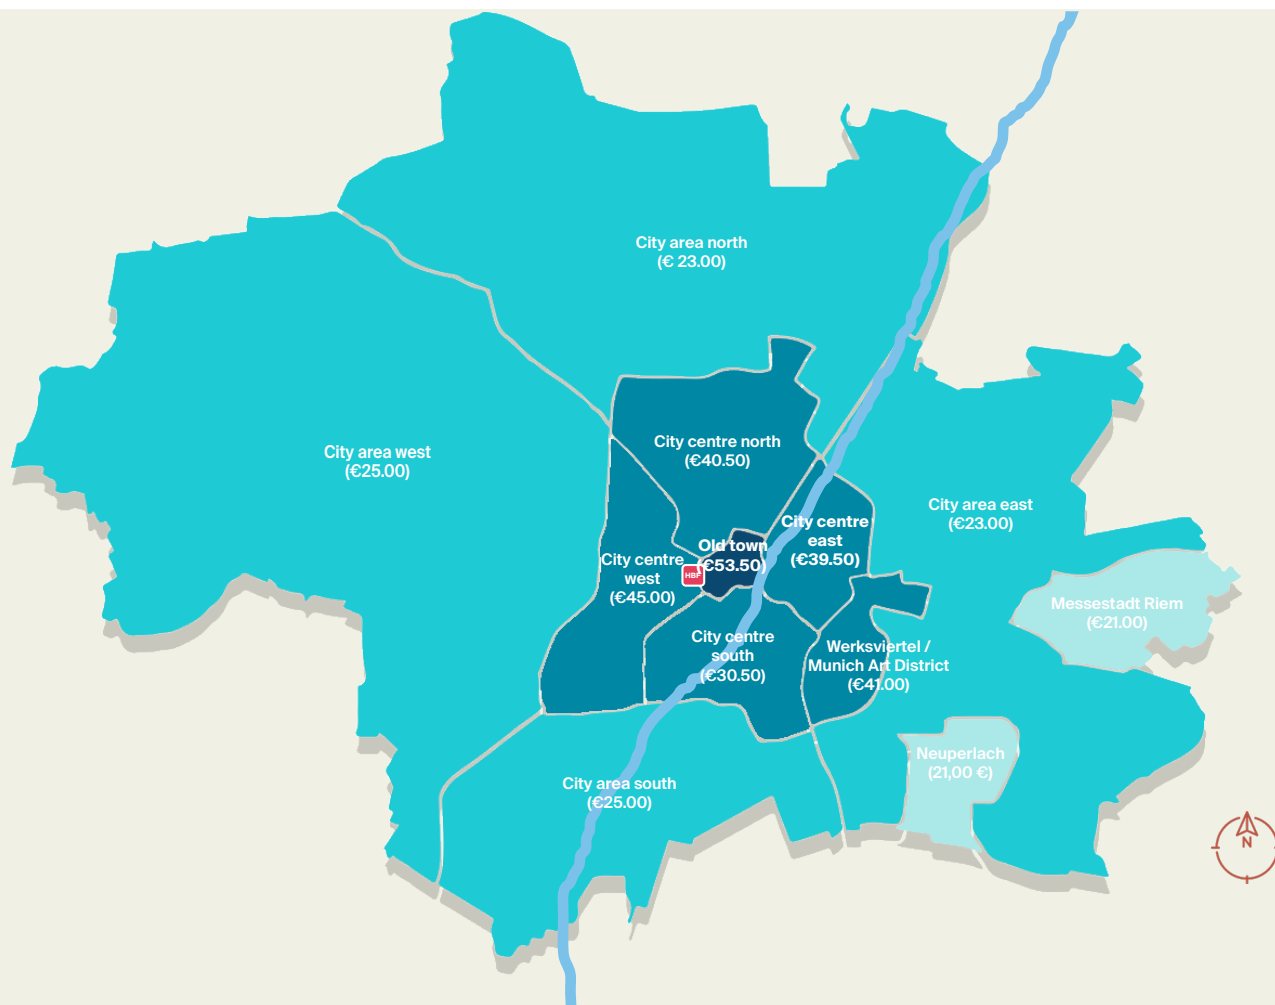 City area north
(€ 23.00)
City area west
(€25.00)
City centre north
(€40.50)
City area east
(€23.00)
City centre
east
(€39.50)
Old town
(€53.50)
HBF
City centre
west
(€45.00)
Messestadt Riem
(€21.00)
City centre
south
(€30.50)
Werksviertel /
Munich Art District
(€41.00)
Neuperlach
(21,00 €)
City area south
(€25.00)
N